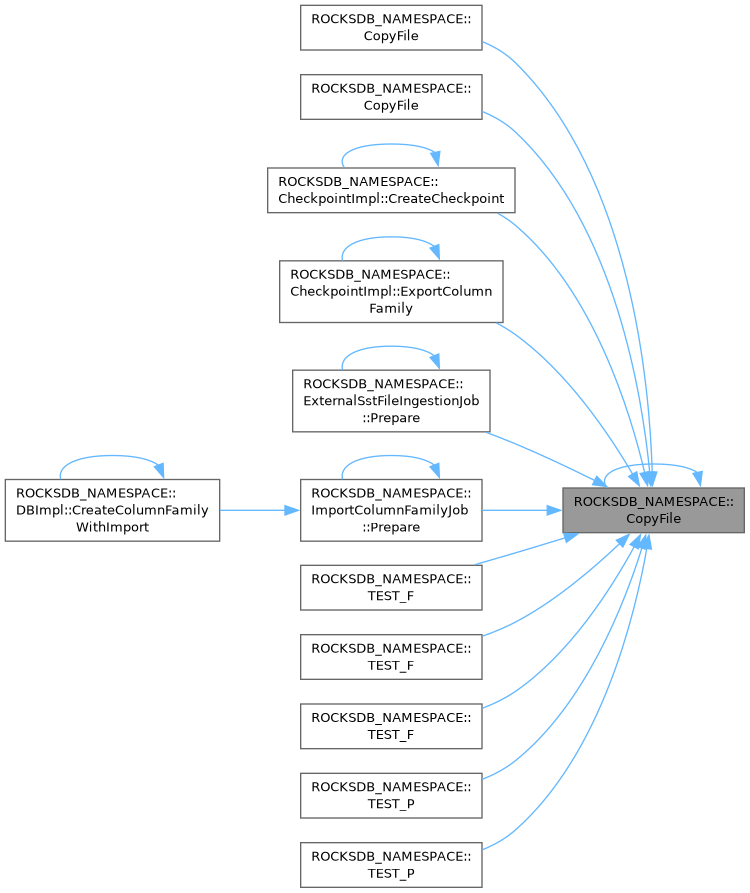 ROCKSDB_NAMESPACE::
CopyFile
ROCKSDB_NAMESPACE::
CopyFile
ROCKSDB_NAMESPACE::
CheckpointImpl::CreateCheckpoint
ROCKSDB_NAMESPACE::
CheckpointImpl::ExportColumn
Family
ROCKSDB_NAMESPACE::
ExternalSstFileIngestionJob
::Prepare
ROCKSDB_NAMESPACE::
DBImpl::CreateColumnFamily
WithImport
ROCKSDB_NAMESPACE::
ImportColumnFamilyJob
::Prepare
ROCKSDB_NAMESPACE::
CopyFile
ROCKSDB_NAMESPACE::
TEST_F
ROCKSDB_NAMESPACE::
TEST_F
ROCKSDB_NAMESPACE::
TEST_F
ROCKSDB_NAMESPACE::
TEST_P
ROCKSDB_NAMESPACE::
TEST_P